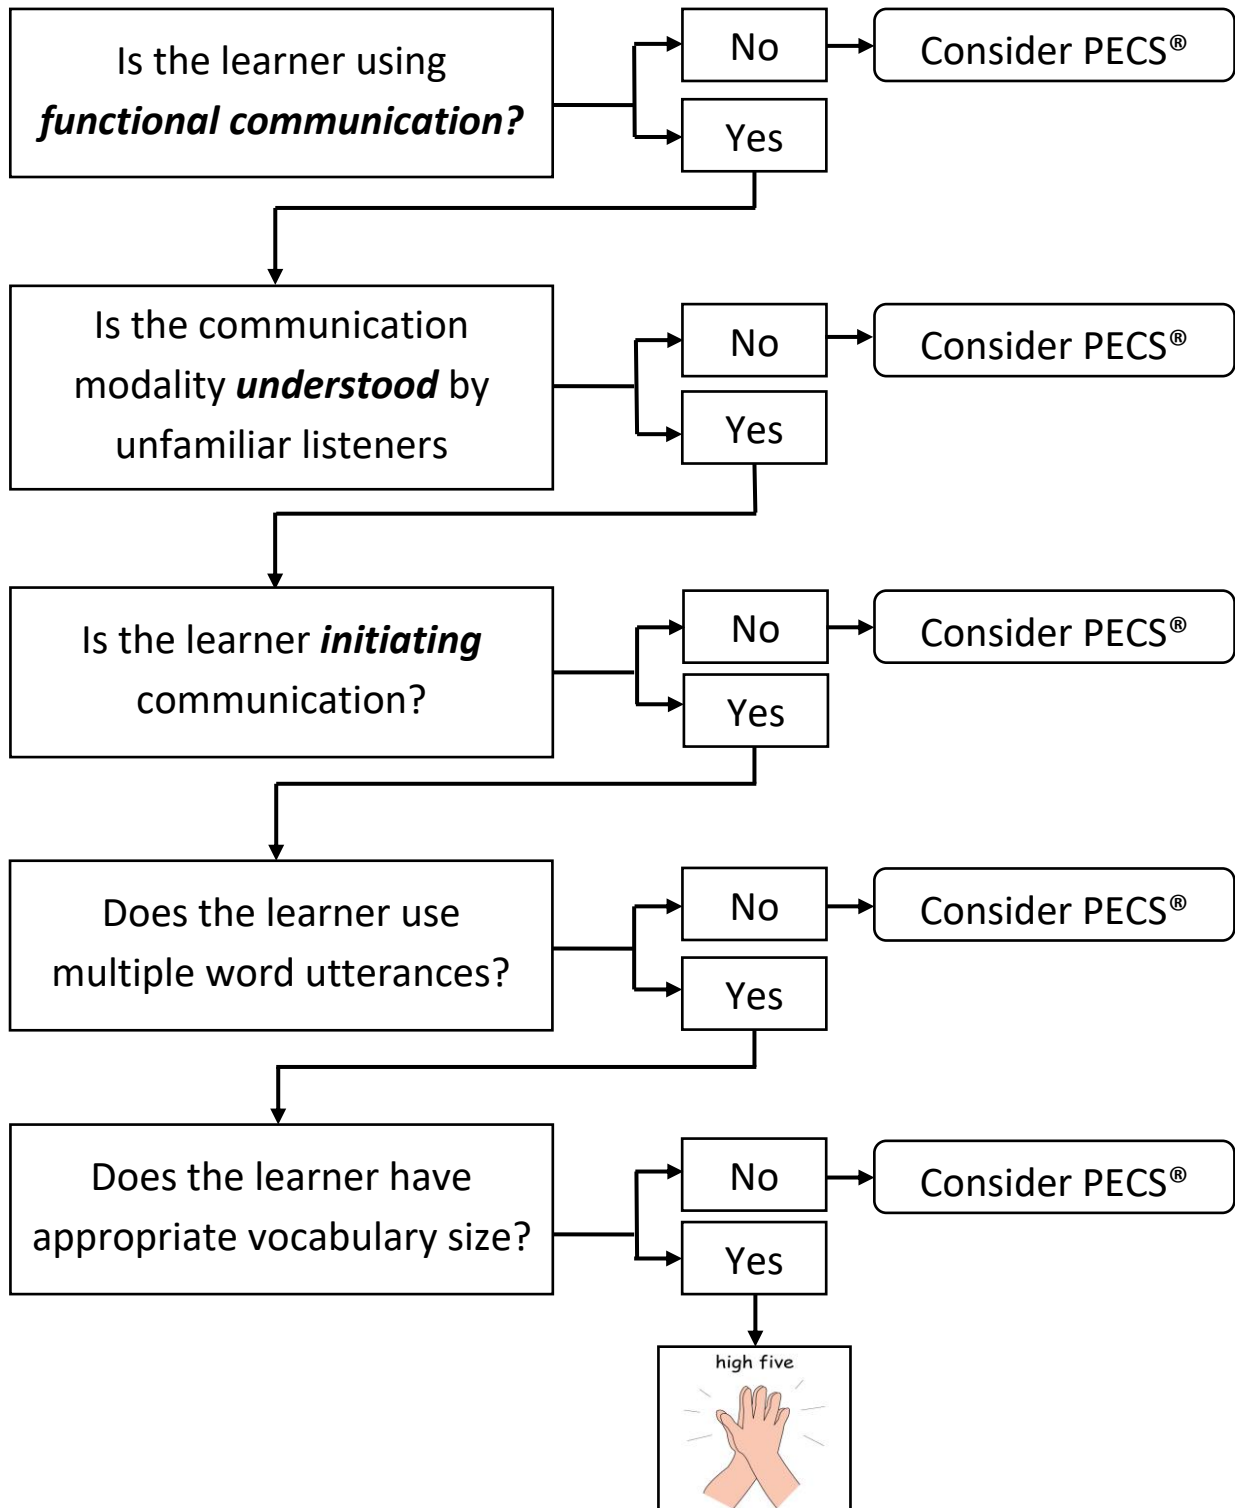 Is the learner using
functional communication?
No
Consider PECS®
Yes
Is the communication
modality understood by
unfamiliar listeners
No
Consider PECS®
Yes
Is the learner initiating
communication?
No
Consider PECS®
Yes
Does the learner use
multiple word utterances?
No
Consider PECS®
Yes
Does the learner have
appropriate vocabulary size?
No
Consider PECS®
Yes
high five